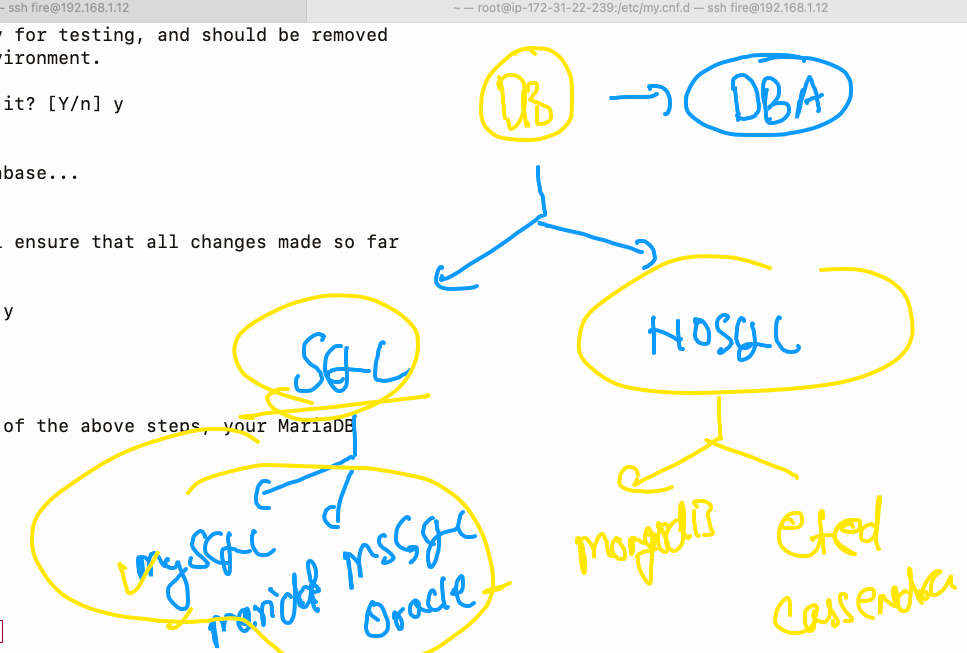 – ssh fire@192.168.1.12
~ — root@ip-172-31-22-239:/etc/my.cnf.d — ssh fire@192.168.1.12
for testing, and should be removed
vironment.
it? [Y/n] y
abase...
ensure that all changes made so far
y
of the above steps, your MariaDB
DB
DBA
SQL
NOSQL
mySQL
mariadb
msSQL
Oracle
mongodb
etcd
cassendra